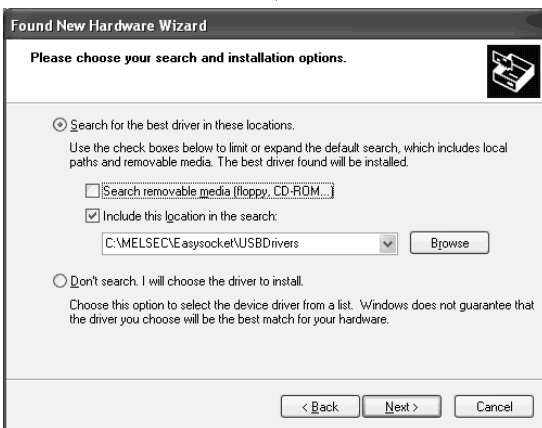 Found New Hardware Wizard
Please choose your search and installation options.
Search for the best driver in these locations.
Use the check boxes below to limit or expand the default search, which includes local
paths and removable media. The best driver found will be installed.
Search removable media (floppy, CD-ROM...)
Include this location in the search:
C:\MELSEC\Easysocket\USBDrivers
Browse
Don't search. I will choose the driver to install.
Choose this option to select the device driver from a list. Windows does not guarantee that
the driver you choose will be the best match for your hardware.
< Back Next > Cancel